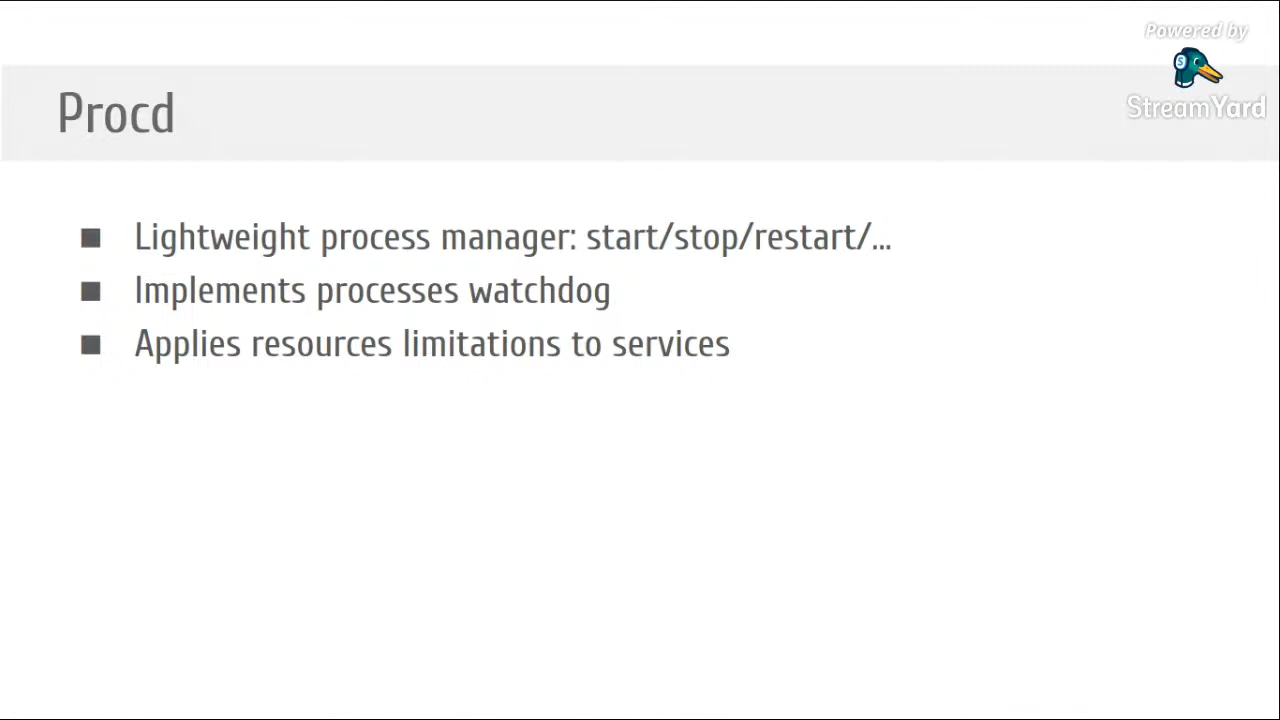 Powered by
StreamYard
Procd
Lightweight process manager: start/stop/restart/...
Implements processes watchdog
Applies resources limitations to services